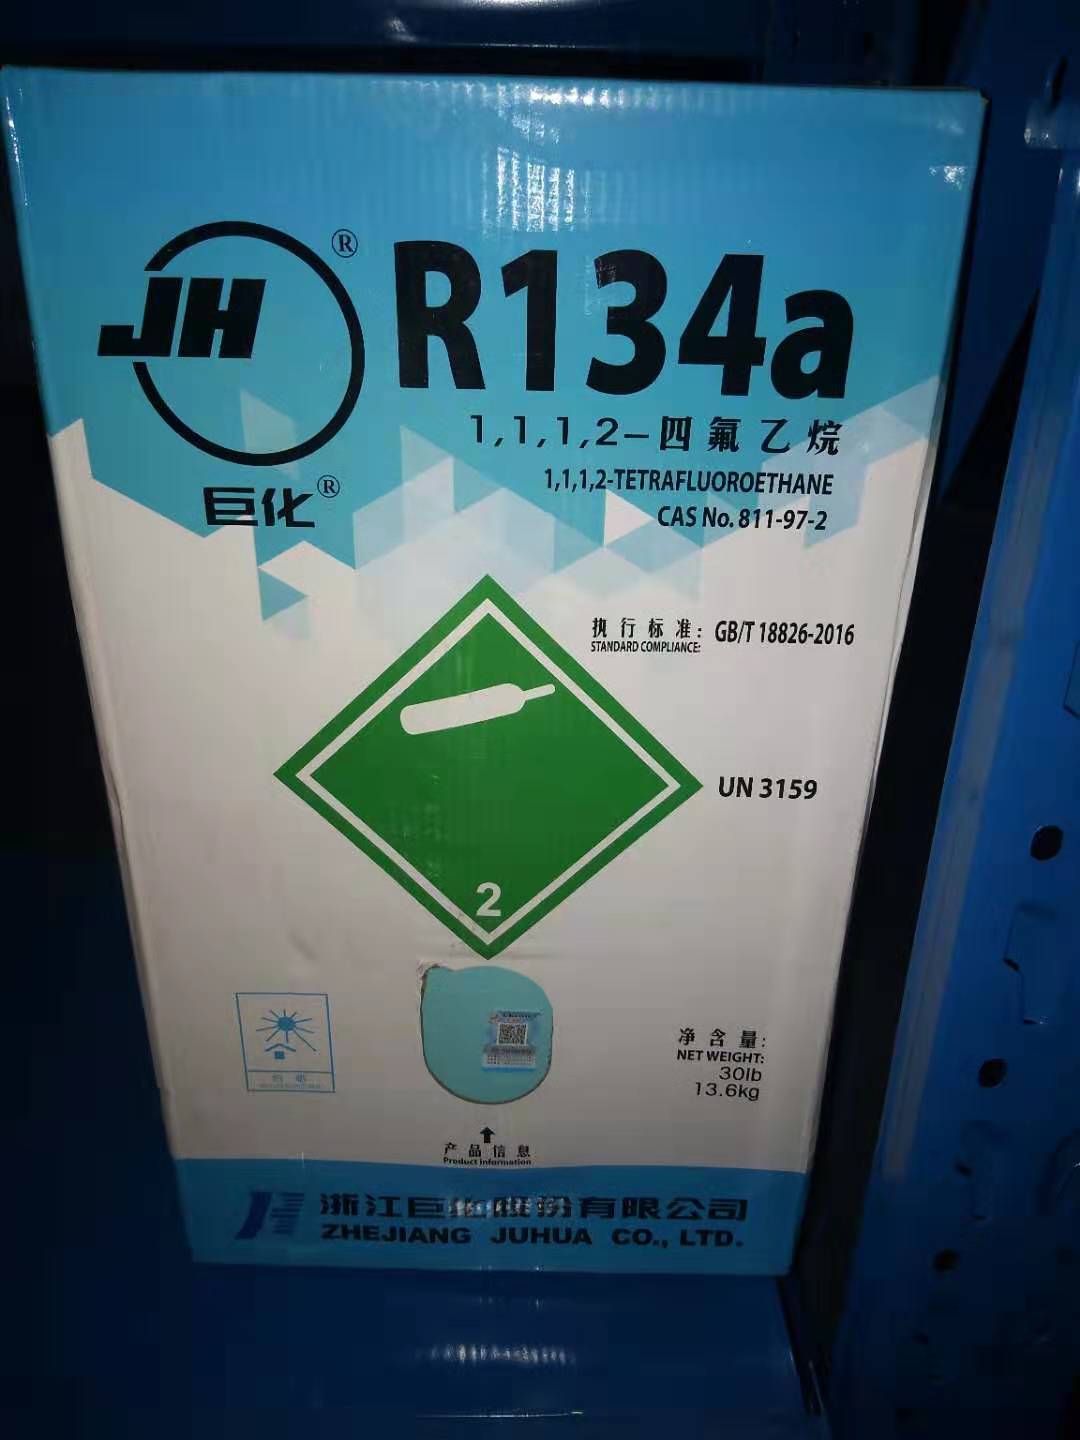 JH®
R134a
1,1,1,2-四氟乙烷
1,1,1,2-TETRAFLUOROETHANE
CAS No. 811-97-2
巨化®
执行标准: GB/T 18826-2016
STANDARD COMPLIANCE:
UN 3159
2
净含量:
NET WEIGHT:
30lb
13.6kg
产品信息
Product information
浙江巨化股份有限公司
ZHEJIANG JUHUA CO., LTD.